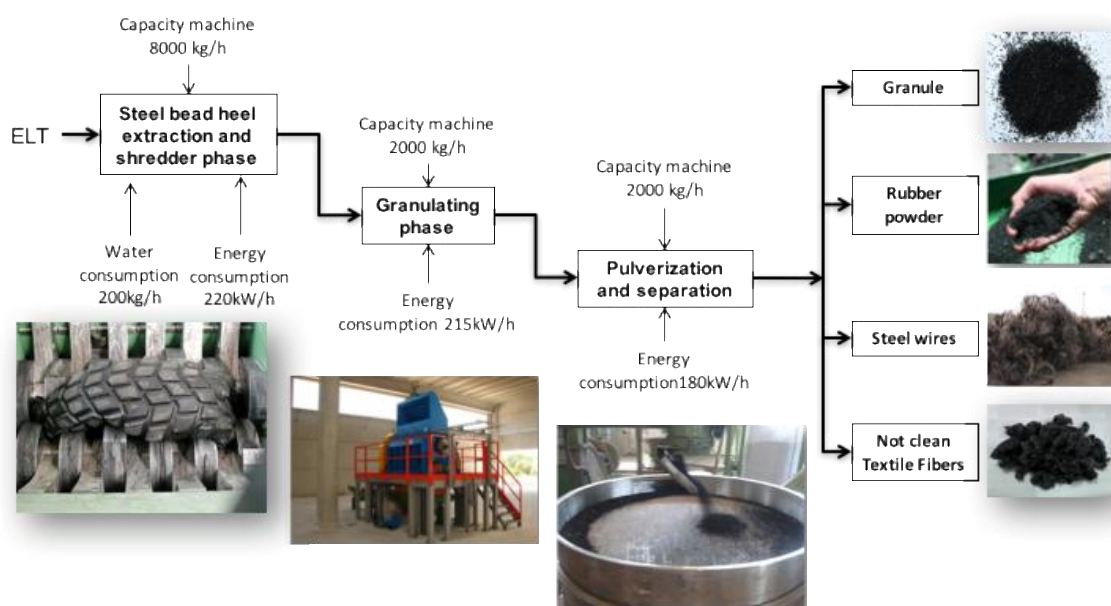 Capacity machine
8000 kg/h
ELT
Steel bead heel
extraction and
shredder phase
Water
consumption
200kg/h
Energy
consumption
220kW/h
Capacity machine
2000 kg/h
Granulating
phase
Energy
consumption 215kW/h
Capacity machine
2000 kg/h
Pulverization
and separation
Energy
consumption180kW/h
Granule
Rubber
powder
Steel wires
Not clean
Textile Fibers